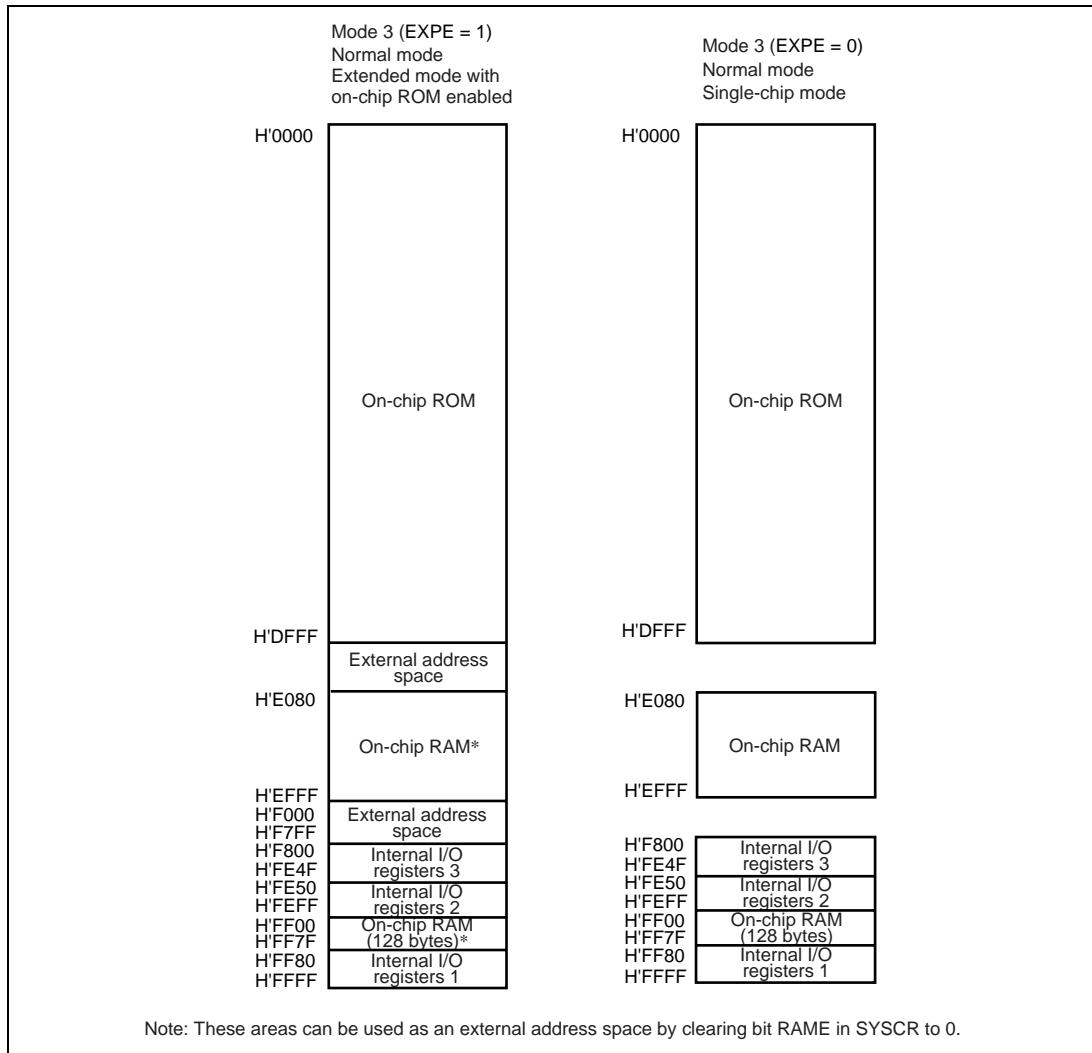 Mode 3 (EXPE = 1)
Normal mode
Extended mode with
on-chip ROM enabled
H'0000
On-chip ROM
H'DFFF
External address
space
H'E080
On-chip RAM*
H'EFFF
H'F000
External address
space
H'F7FF
H'F800
Internal I/O
registers 3
H'FE4F
H'FE50
Internal I/O
registers 2
H'FEFF
H'FF00
On-chip RAM
(128 bytes)*
H'FF7F
H'FF80
Internal I/O
registers 1
H'FFFF
Mode 3 (EXPE = 0)
Normal mode
Single-chip mode
H'0000
On-chip ROM
H'DFFF
H'E080
On-chip RAM
H'EFFF
H'F800
Internal I/O
registers 3
H'FE4F
H'FE50
Internal I/O
registers 2
H'FEFF
H'FF00
On-chip RAM
(128 bytes)
H'FF7F
H'FF80
Internal I/O
registers 1
H'FFFF
Note: These areas can be used as an external address space by clearing bit RAME in SYSCR to 0.